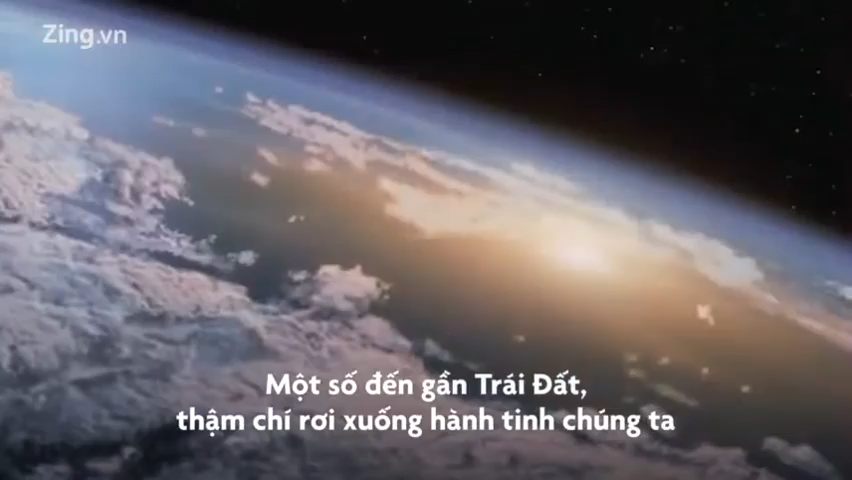 Zing.vn
Một số đến gần Trái Đất,
thậm chí rơi xuống hành tinh chúng ta